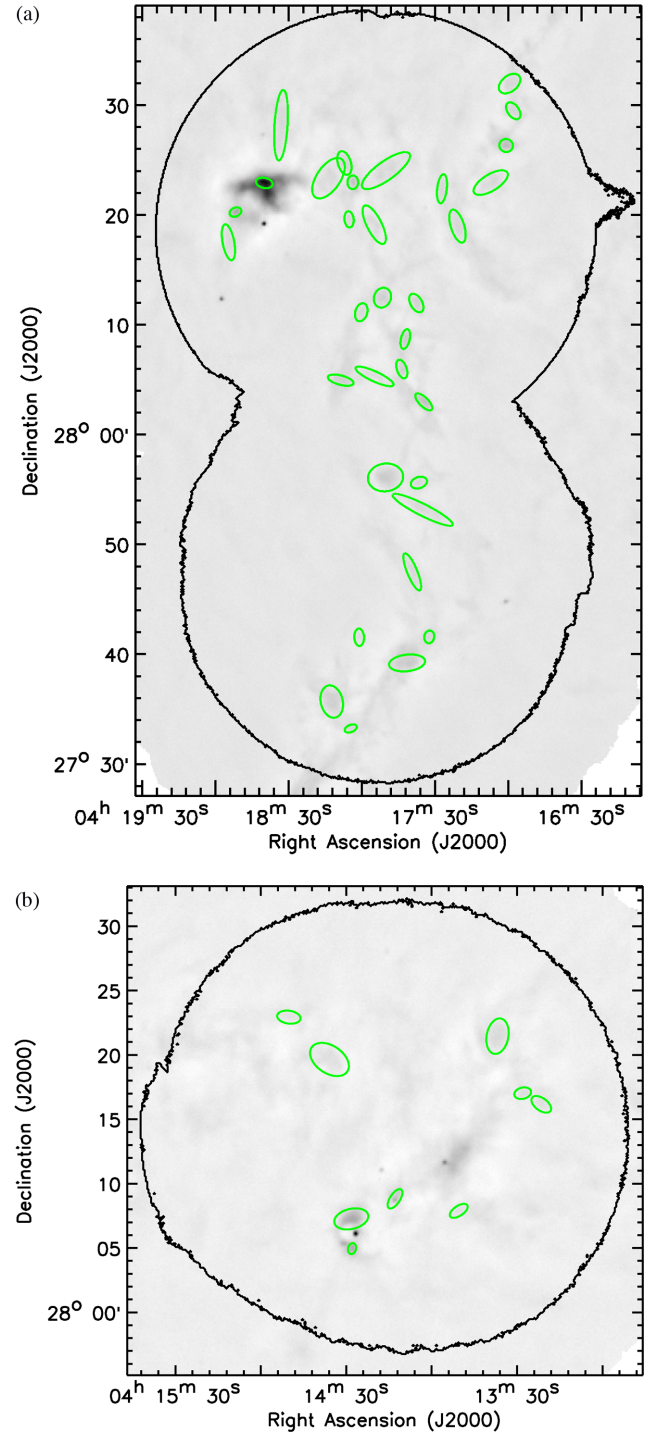 (a)
30
20
10
28° 00'
50
40
27° 30'
Declination (J2000)
04ʰ 19ᵐ 30ˢ 18ᵐ 30ˢ 17ᵐ 30ˢ 16ᵐ 30ˢ
Right Ascension (J2000)
(b)
30
25
20
15
10
05
28° 00'
Declination (J2000)
04ʰ 15ᵐ 30ˢ 14ᵐ 30ˢ 13ᵐ 30ˢ
Right Ascension (J2000)